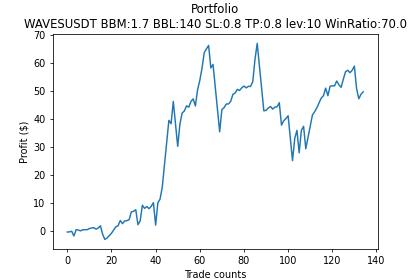 Portfolio
WAVESUSDT BBM:1.7 BBL:140 SL:0.8 TP:0.8 lev:10 WinRatio:70.0
70
60
50
40
30
20
10
0
Profit ($)
0 20 40 60 80 100 120 140
Trade counts